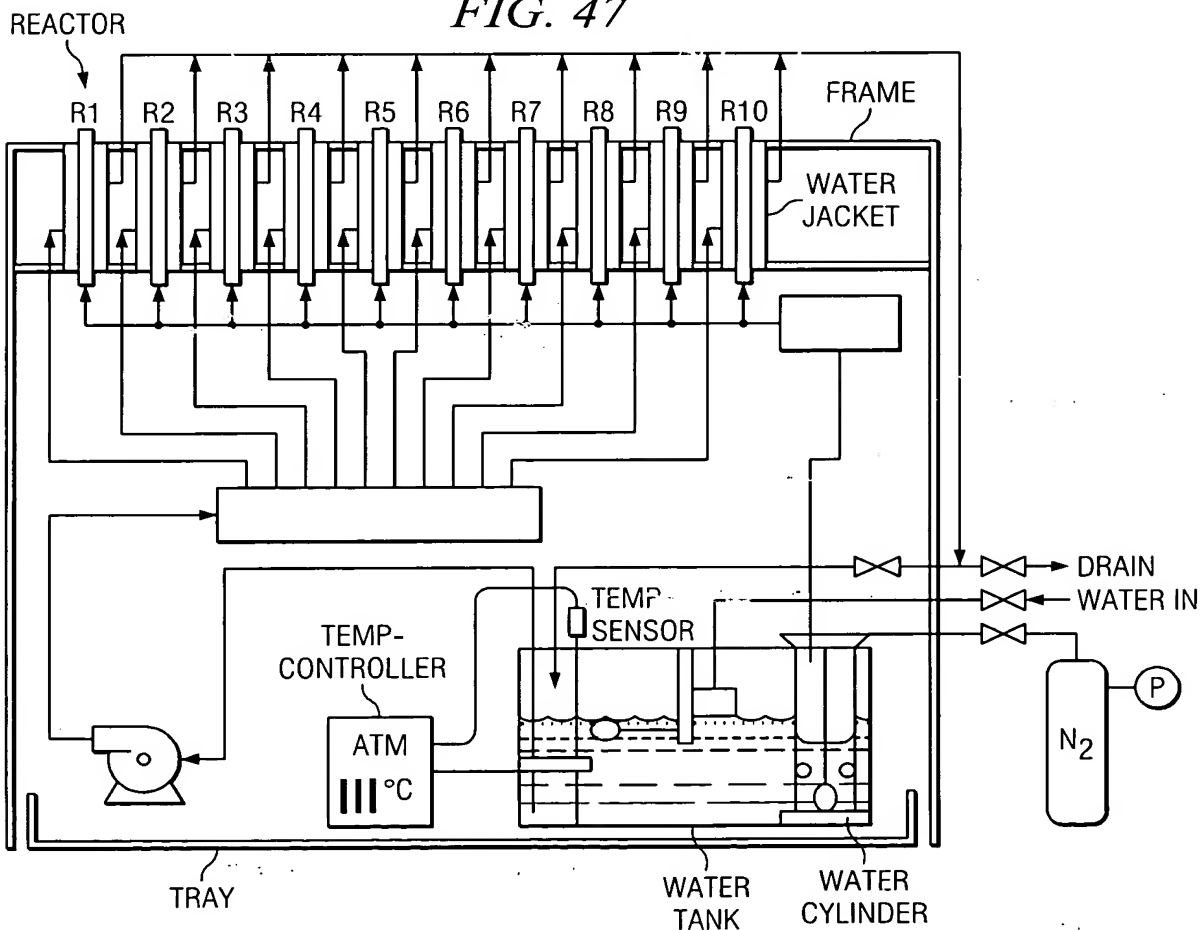 FIG. 47
REACTOR
R1 R2 R3 R4 R5 R6 R7 R8 R9 R10
FRAME
WATER
JACKET
DRAIN
WATER IN
TEMP
SENSOR
TEMP-
CONTROLLER
ATM
°C
P
N2
TRAY
WATER
TANK
WATER
CYLINDER